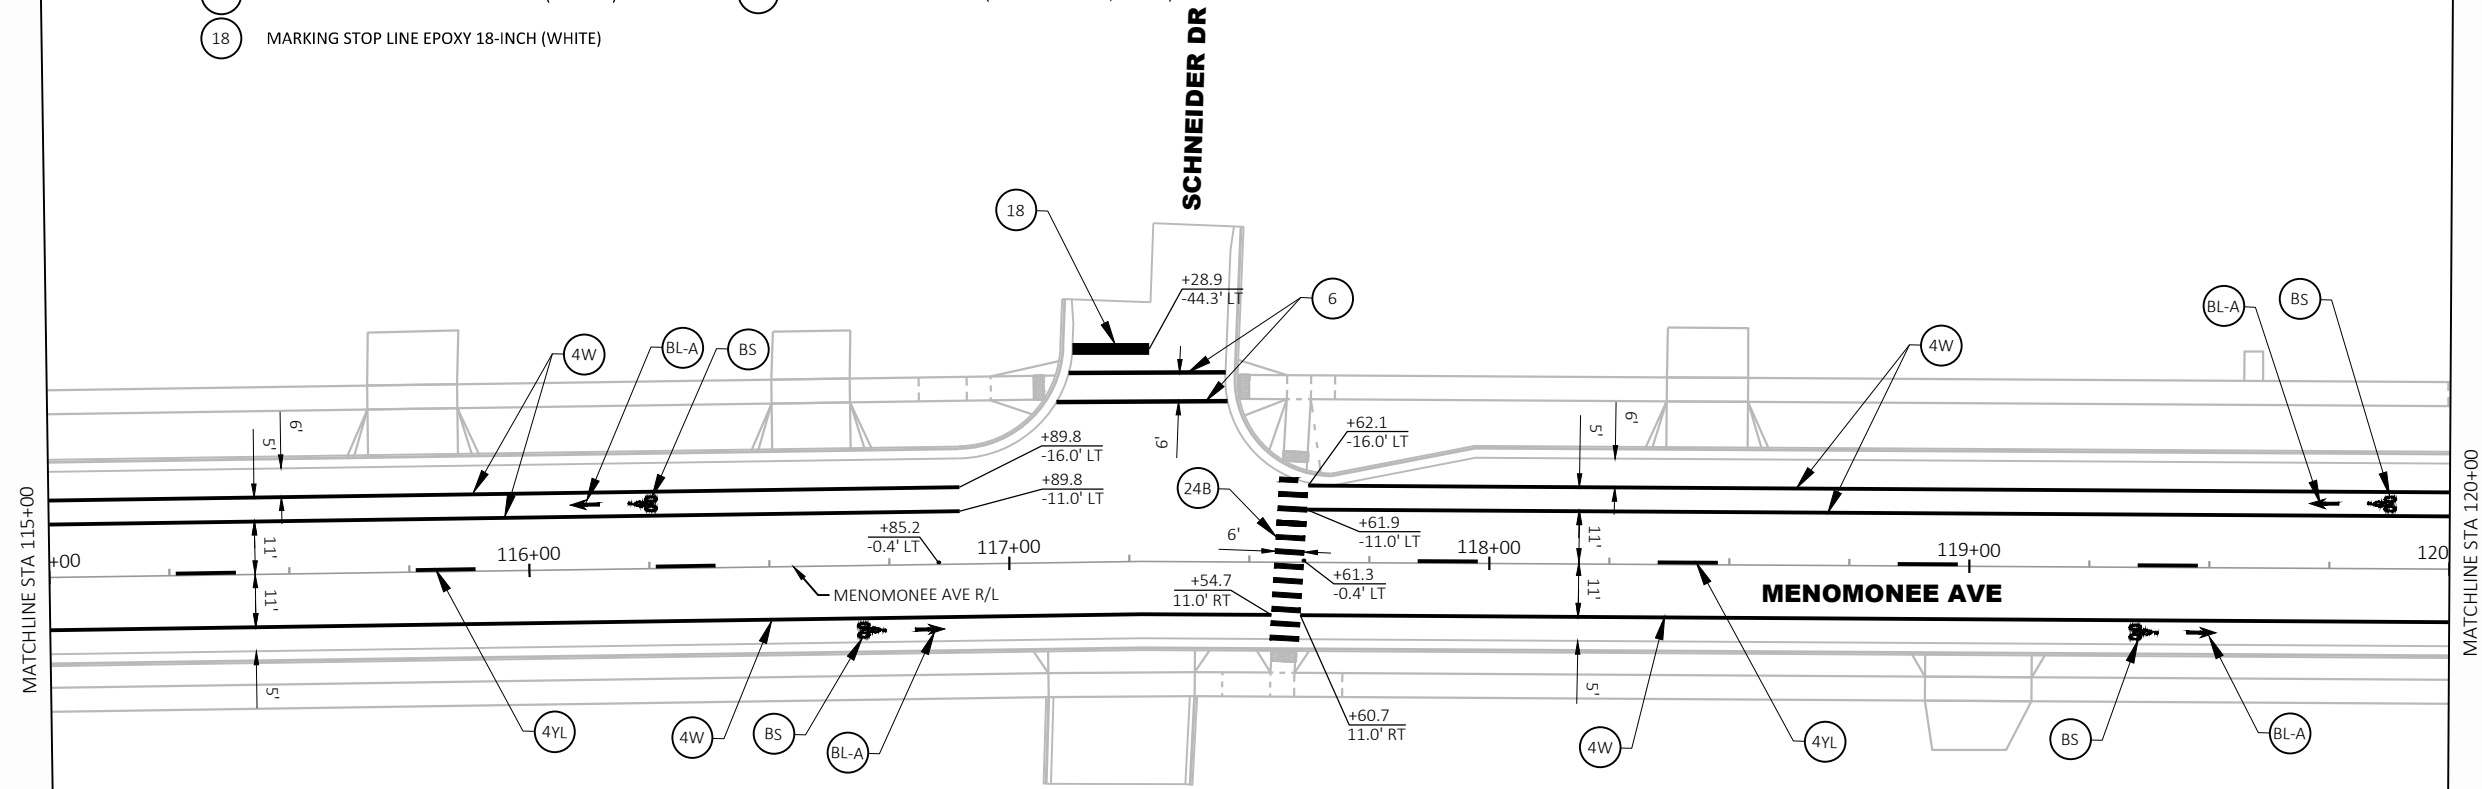 18 MARKING STOP LINE EPOXY 18-INCH (WHITE)
SCHNEIDER DR
MATCHLINE STA 115+00
MATCHLINE STA 120+00
18
+28.9
-44.3' LT
6
4W
BL-A
BS
4W
BL-A
BS
6'
5'
6'
+89.8
-16.0' LT
+89.8
-11.0' LT
+62.1
-16.0' LT
5'
6'
24B
6'
+61.9
-11.0' LT
+85.2
-0.4' LT
11'
11'
+00
116+00
117+00
118+00
119+00
120
MENOMONEE AVE R/L
+54.7
11.0' RT
+61.3
-0.4' LT
11'
11'
MENOMONEE AVE
5'
5'
+60.7
11.0' RT
4YL
4W
BS
BL-A
4W
4YL
BS
BL-A